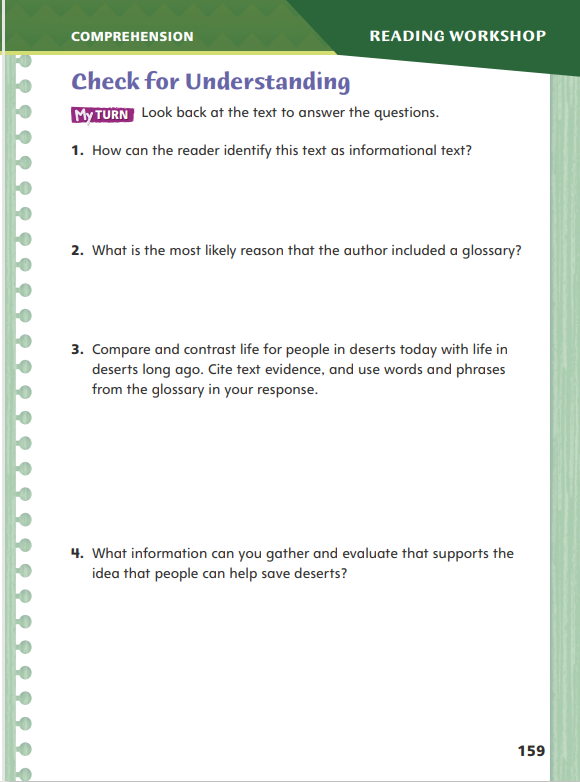 COMPREHENSION
READING WORKSHOP
Check for Understanding
My TURN Look back at the text to answer the questions.
1. How can the reader identify this text as informational text?
2. What is the most likely reason that the author included a glossary?
3. Compare and contrast life for people in deserts today with life in
deserts long ago. Cite text evidence, and use words and phrases
from the glossary in your response.
4. What information can you gather and evaluate that supports the
idea that people can help save deserts?
159